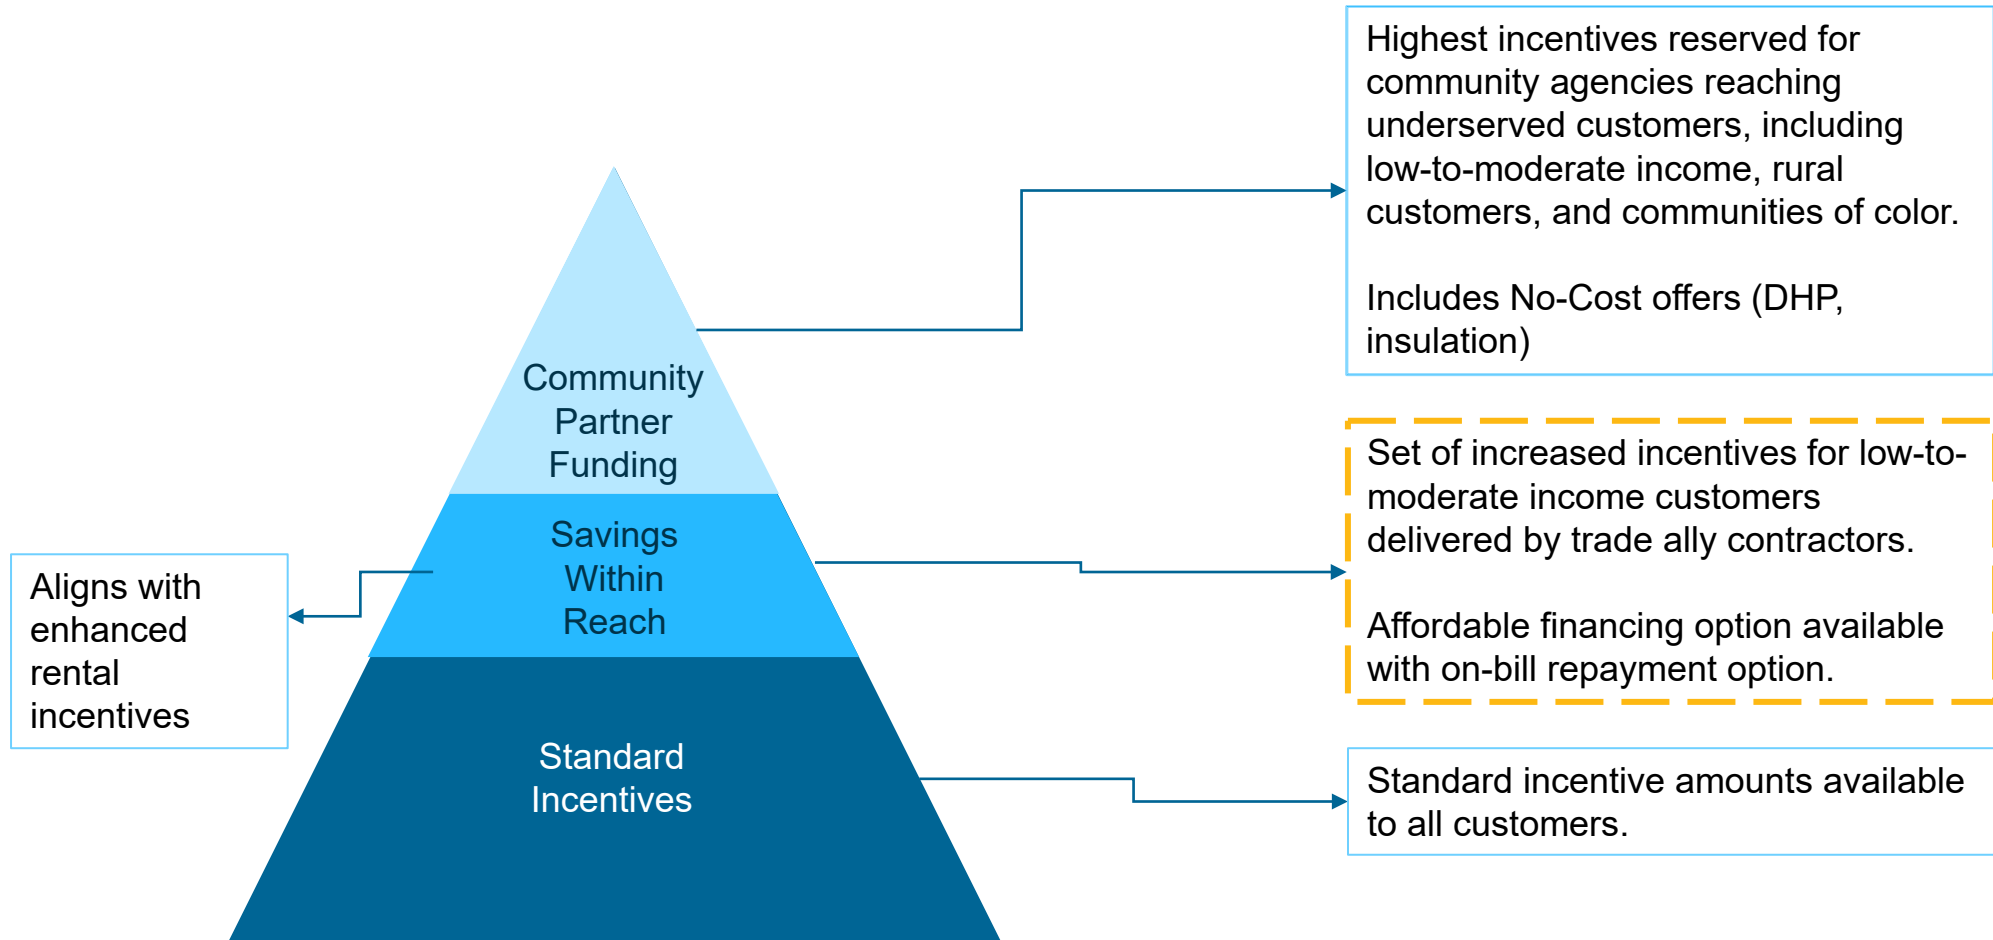 Highest incentives reserved for
community agencies reaching
underserved customers, including
low-to-moderate income, rural
customers, and communities of color.
Includes No-Cost offers (DHP,
insulation)
Community
Partner
Funding
Set of increased incentives for low-to-
moderate income customers
delivered by trade ally contractors.
Affordable financing option available
with on-bill repayment option.
Savings
Within
Reach
Aligns with
enhanced
rental
incentives
Standard
Incentives
Standard incentive amounts available
to all customers.